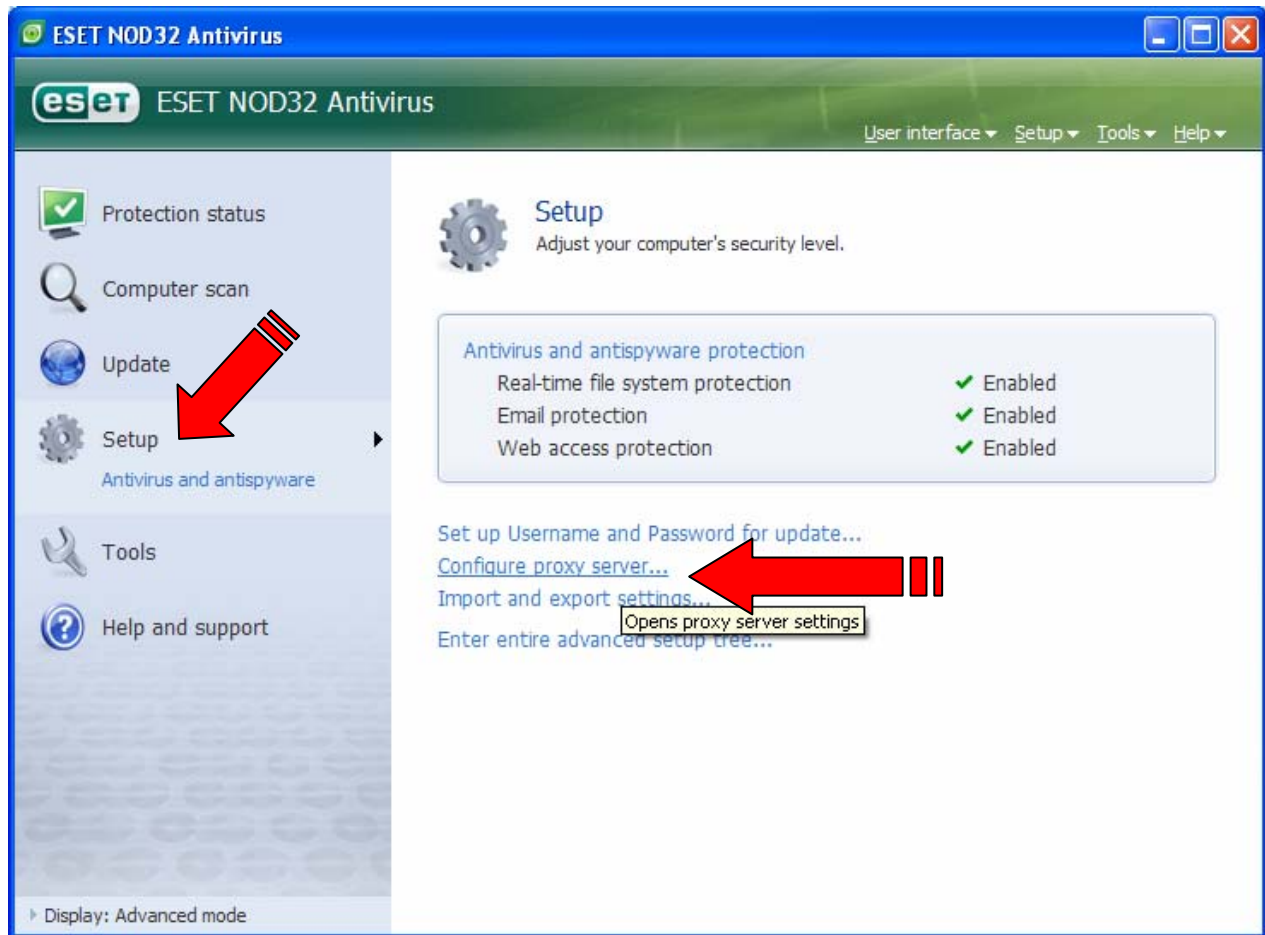 ESET NOD32 Antivirus
eset ESET NOD32 Antivirus
User interface Setup Tools Help
Protection status
Computer scan
Update
Setup
Antivirus and antispyware
Tools
Help and support
Display: Advanced mode
Setup
Adjust your computer's security level.
Antivirus and antispyware protection
Real-time file system protection Enabled
Email protection Enabled
Web access protection Enabled
Set up Username and Password for update...
Configure proxy server...
Import and export settings...
Opens proxy server settings
Enter entire advanced setup tree...